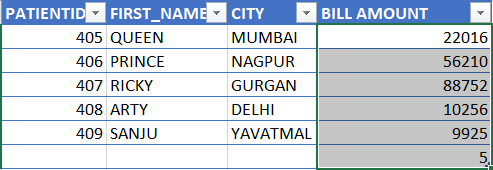 PATIENTID FIRST_NAME CITY BILL AMOUNT
405 QUEEN MUMBAI 22016
406 PRINCE NAGPUR 56210
407 RICKY GURGAN 88752
408 ARTY DELHI 10256
409 SANJU YAVATMAL 9925
5